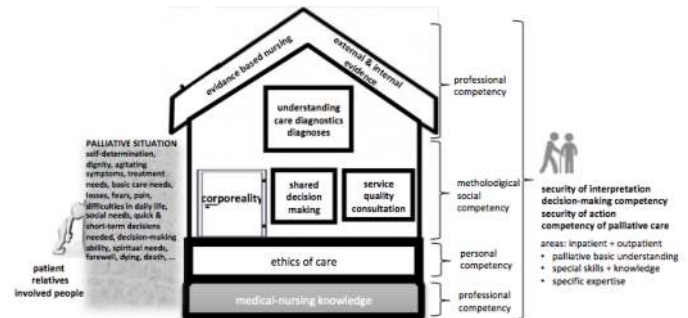 evidance based nursing
external & internal
evidence
understanding
care diagnostics
diagnoses
corporeality
shared
decision
making
service
quality
consultation
ethics of care
medical-nursing knowledge
PALLIATIVE SITUATION
self-determination,
dignity, agitating
symptoms, treatment
needs, basic care needs,
losses, fears, pain,
difficulties in daily life,
social needs, quick &
short-term decisions
needed, decision-making
ability, spiritual needs,
farewell, dying, death, ...
patient
relatives
involved people
professional
competency
metholodigical
social competency
personal
competency
professional
competency
security of interpretation
decision-making competency
security of action
competency of palliative care
areas: inpatient + outpatient
• palliative basic understanding
• special skills + knowledge
• specific expertise